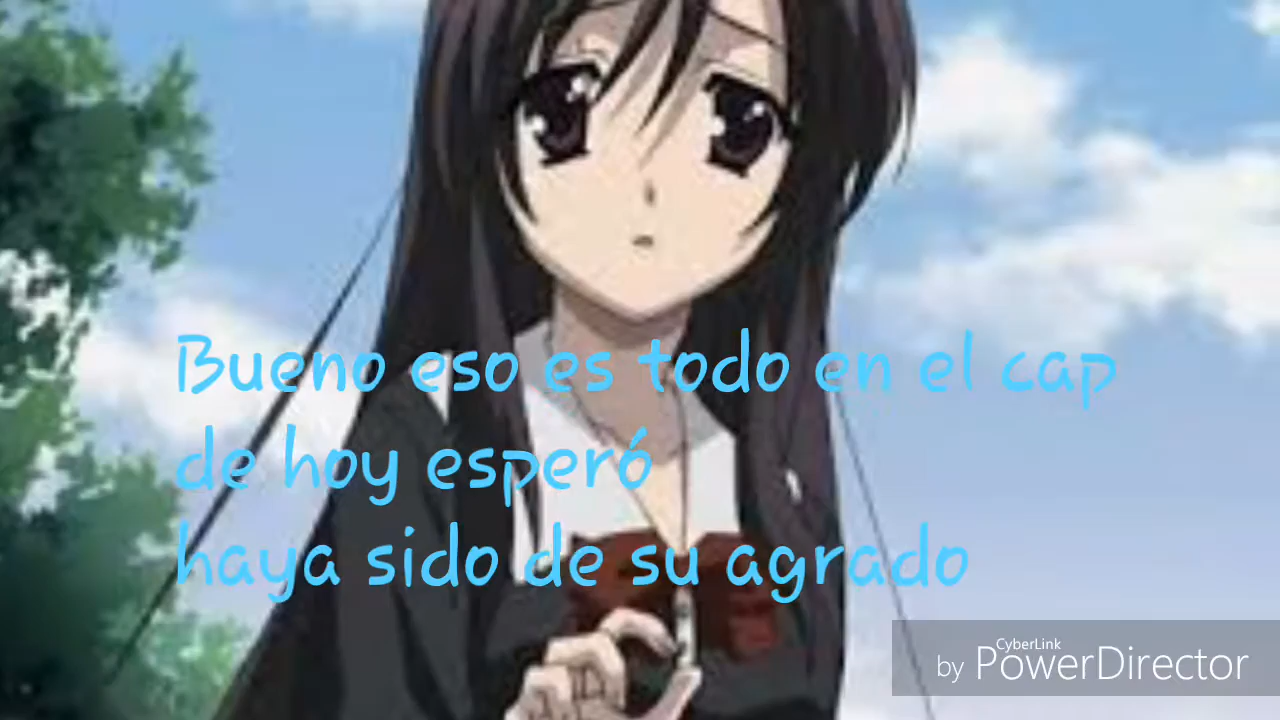 Bueno eso es todo en el cap
de hoy esperó
haya sido de su agrado
CyberLink
by PowerDirector